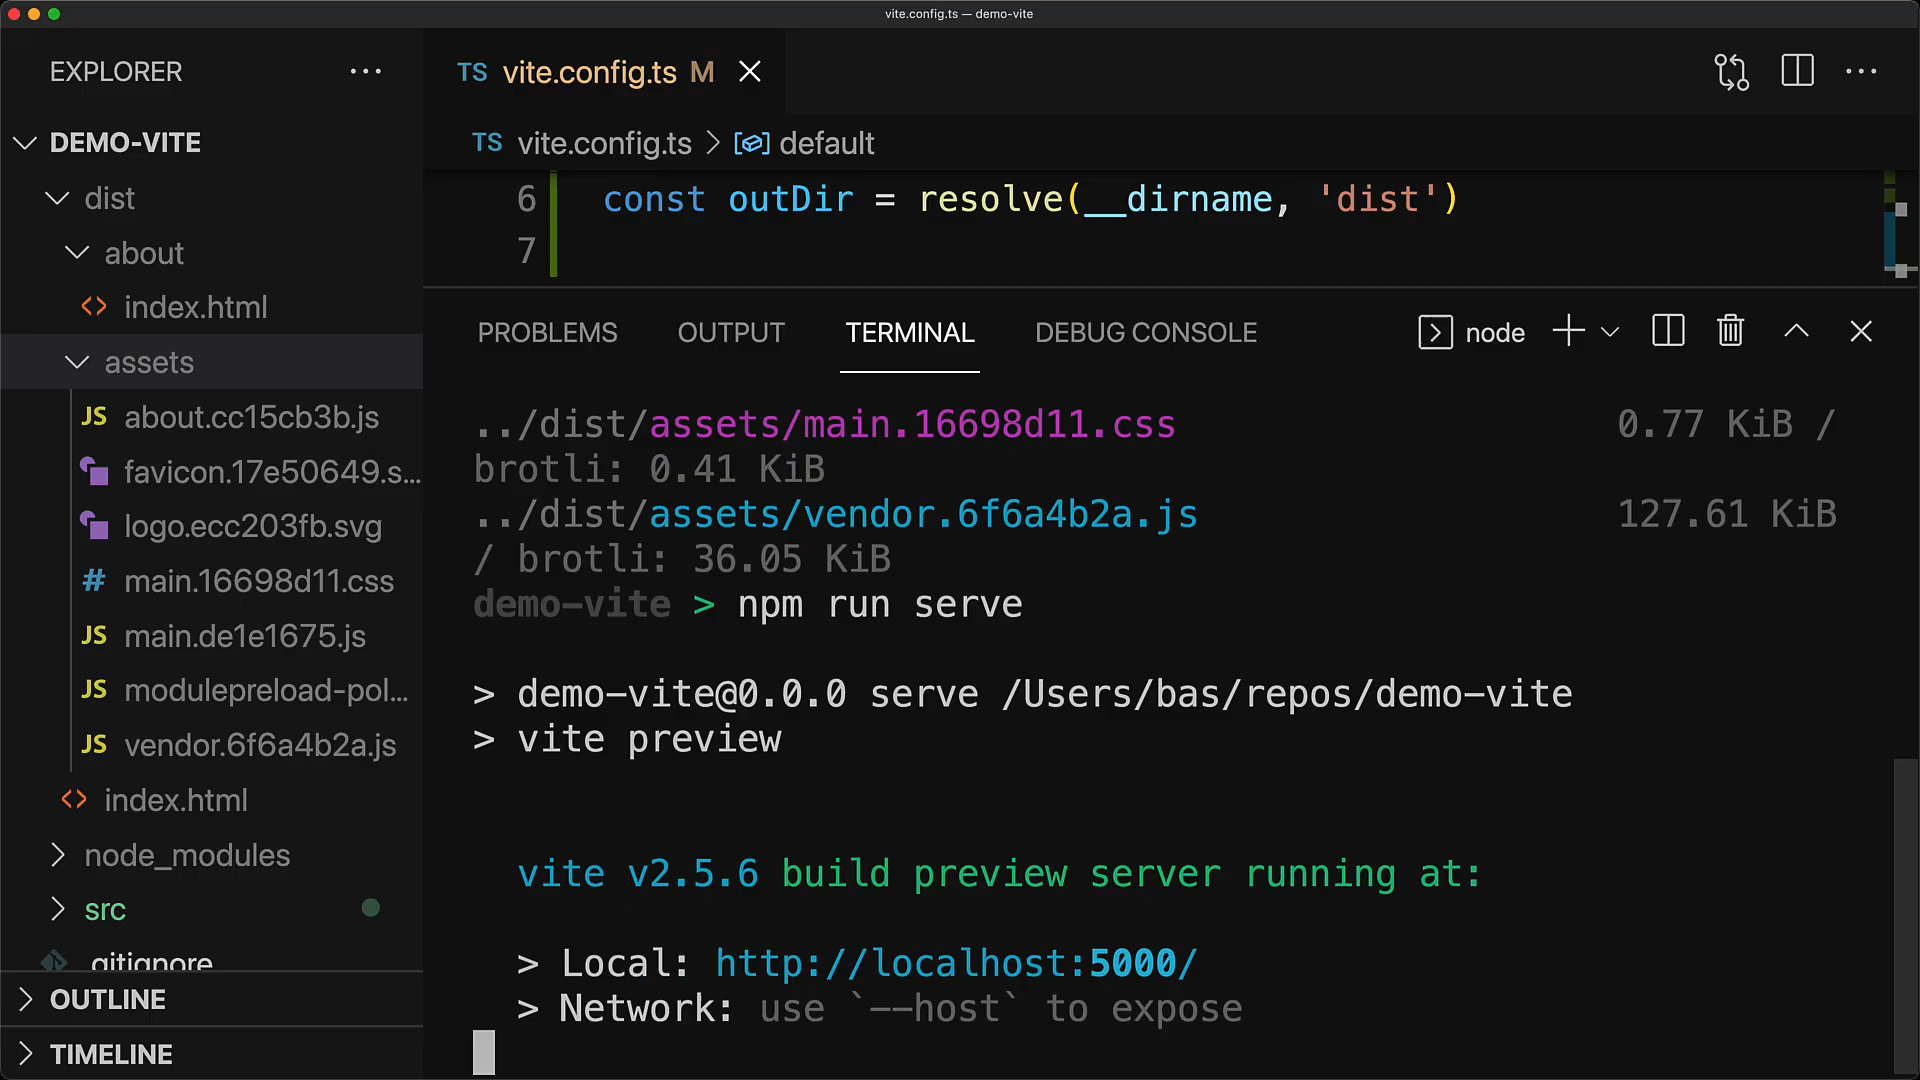 vite.config.ts — demo-vite
EXPLORER
DEMO-VITE
dist
about
index.html
assets
JS about.cc15cb3b.js
favicon.17e50649.s...
logo.ecc203fb.svg
# main.16698d11.css
JS main.de1e1675.js
JS modulepreload-pol...
JS vendor.6f6a4b2a.js
index.html
node_modules
src
.gitignore
OUTLINE
TIMELINE
TS vite.config.ts M
TS vite.config.ts > default
6 const outDir = resolve(__dirname, 'dist')
7
PROBLEMS OUTPUT TERMINAL DEBUG CONSOLE node
../dist/assets/main.16698d11.css 0.77 KiB /
brotli: 0.41 KiB
../dist/assets/vendor.6f6a4b2a.js 127.61 KiB
/ brotli: 36.05 KiB
demo-vite > npm run serve
> demo-vite@0.0.0 serve /Users/bas/repos/demo-vite
> vite preview
vite v2.5.6 build preview server running at:
> Local: http://localhost:5000/
> Network: use `--host` to expose